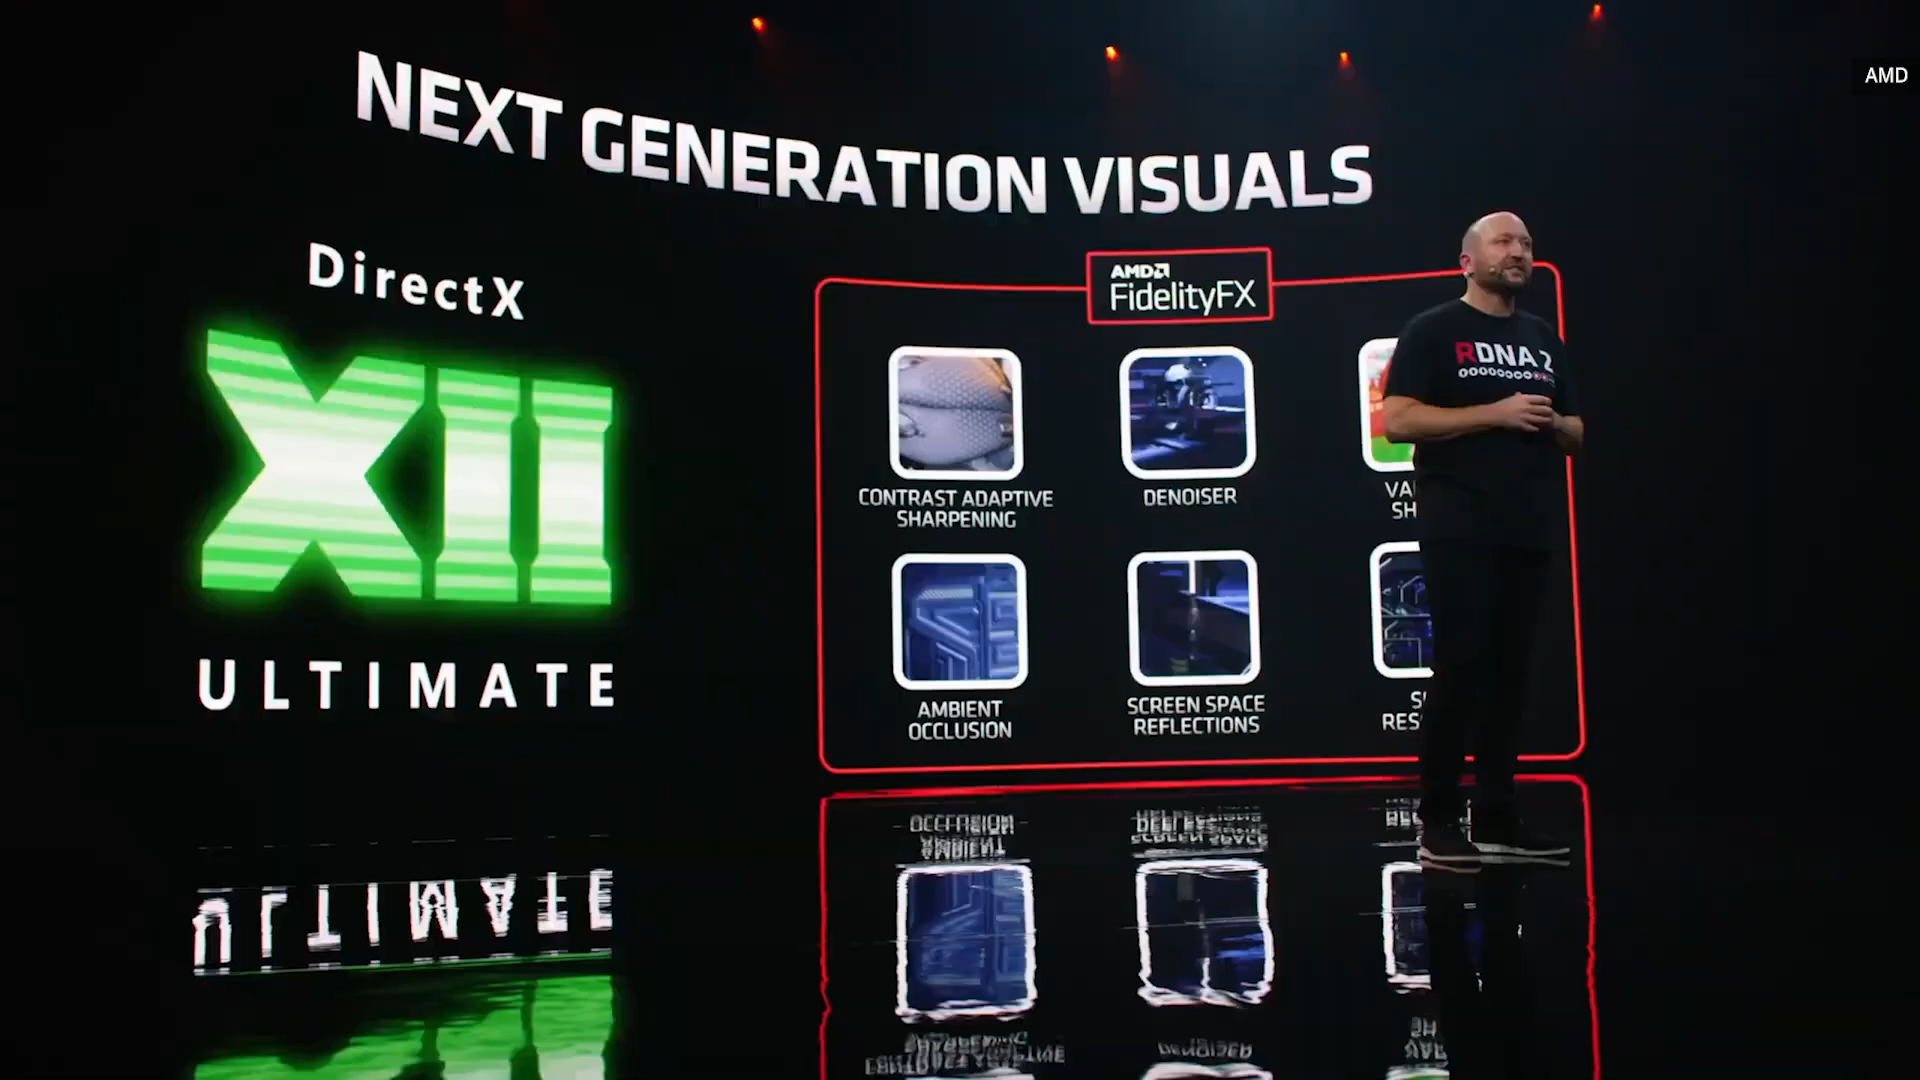 AMD
NEXT GENERATION VISUALS
DirectX
XII
ULTIMATE
AMD
FidelityFX
CONTRAST ADAPTIVE
SHARPENING
DENOISER
AMBIENT
OCCLUSION
SCREEN SPACE
REFLECTIONS
RDNA 2